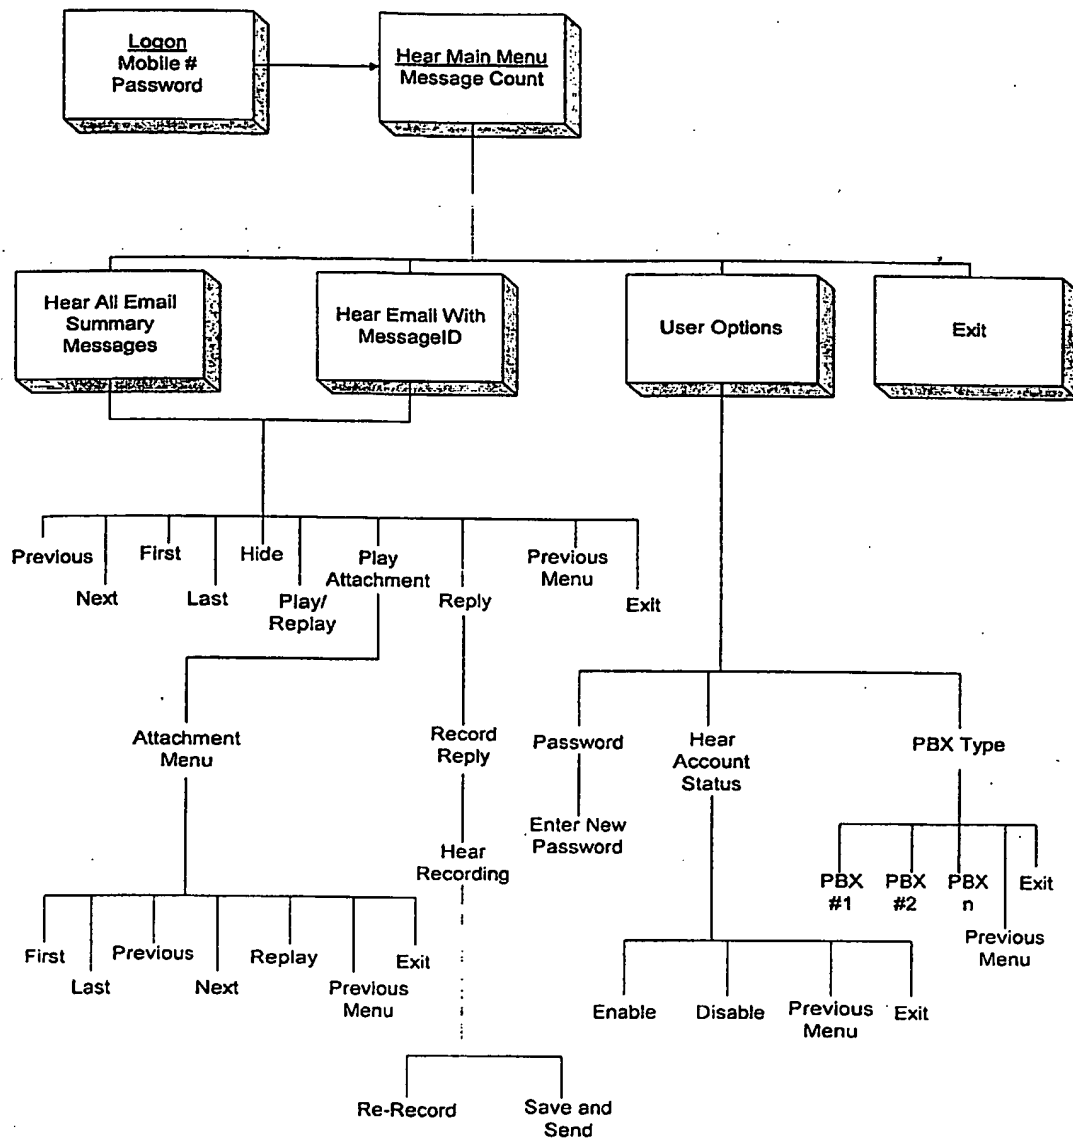 Logon
Mobile #
Password
Hear Main Menu
Message Count
Hear All Email
Summary
Messages
Hear Email With
MessageID
User Options
Exit
Previous
Next
First
Last
Hide
Play/
Replay
Play
Attachment
Reply
Previous
Menu
Exit
Attachment
Menu
First
Last
Previous
Next
Replay
Previous
Menu
Exit
Record
Reply
Hear
Recording
Re-Record
Save and
Send
Password
Enter New
Password
Hear
Account
Status
Enable
Disable
Previous
Menu
Exit
PBX Type
PBX
#1
PBX
#2
PBX
n
Previous
Menu
Exit